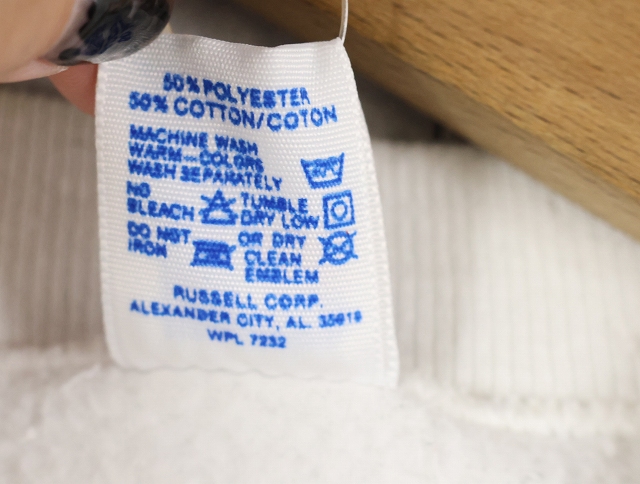 50% POLYESTER
50% COTTON/COTON
MACHINE WASH
WARM-COLORS
WASH SEPARATELY
NO
BLEACH
TUMBLE
DRY LOW
DO NOT
IRON
OR DRY
CLEAN
EMBLEM
RUSSELL CORP.
ALEXANDER CITY, AL.
WPL 7232